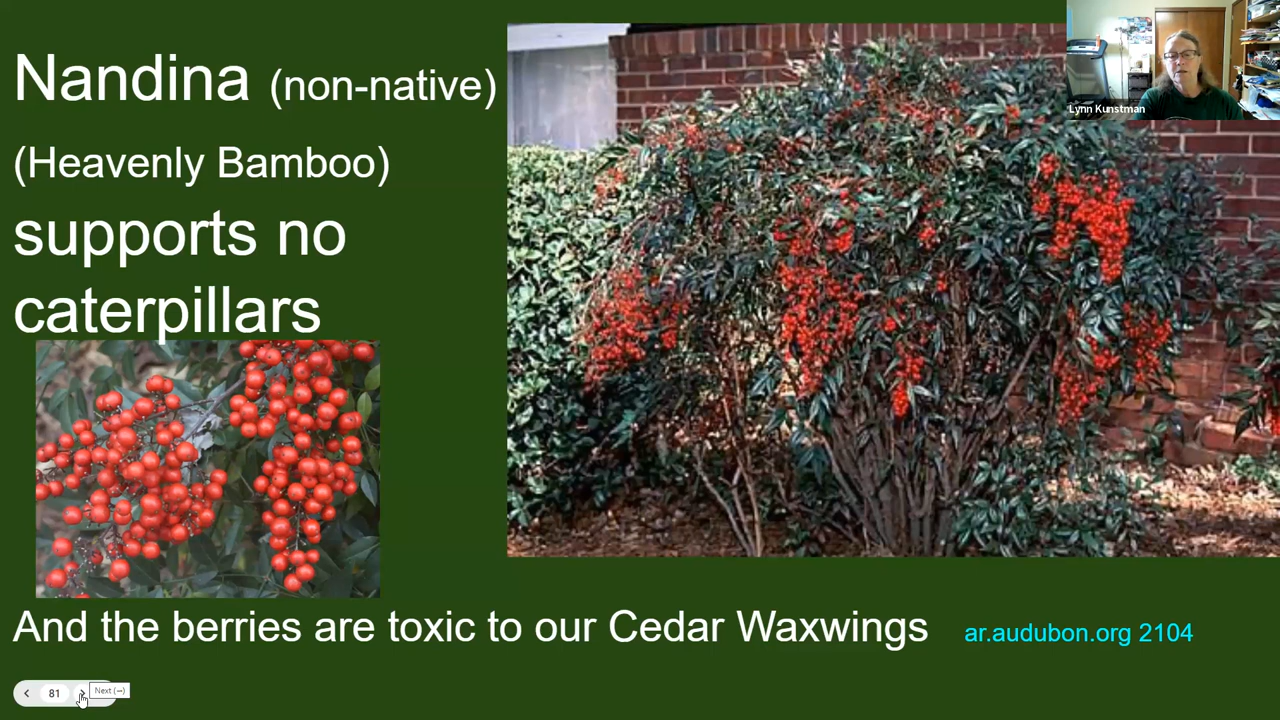 Nandina (non-native)
(Heavenly Bamboo)
supports no
caterpillars
And the berries are toxic to our Cedar Waxwings ar.audubon.org 2104
Lynn Kunstman
81
Next (→)